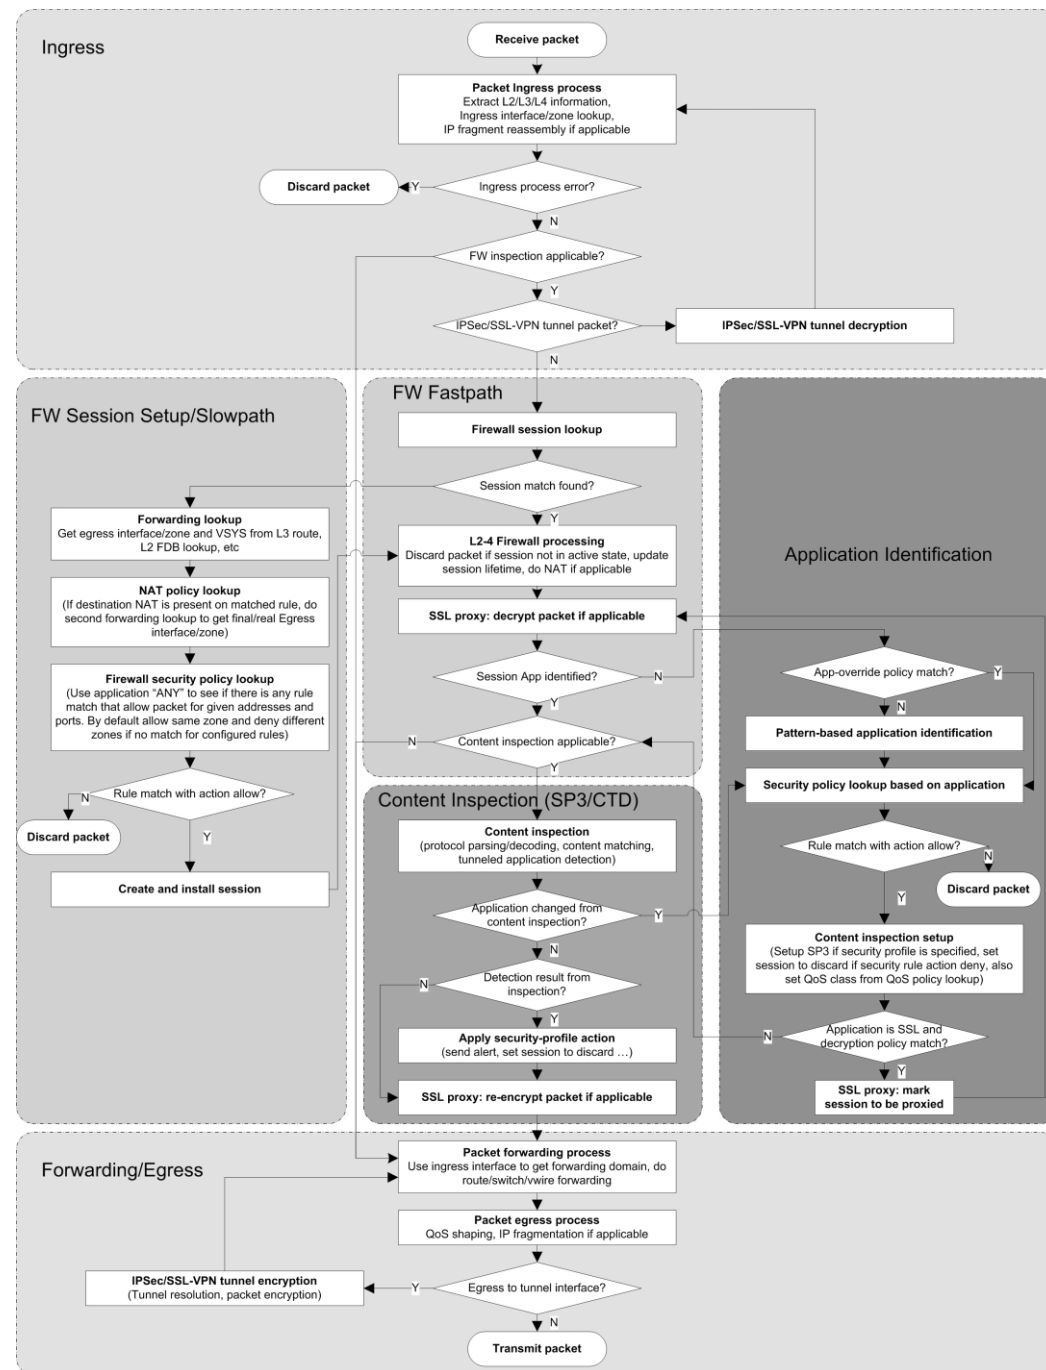 Ingress
Receive packet
Packet Ingress process
Extract L2/L3/L4 information,
Ingress interface/zone lookup,
IP fragment reassembly if applicable
Discard packet
Y
Ingress process error?
N
FW inspection applicable?
Y
IPSec/SSL-VPN tunnel packet?
IPSec/SSL-VPN tunnel decryption
N
FW Session Setup/Slowpath
Forwarding lookup
Get egress interface/zone and VSYS from L3 route,
L2 FDB lookup, etc
NAT policy lookup
(If destination NAT is present on matched rule, do
second forwarding lookup to get final/real Egress
interface/zone)
Firewall security policy lookup
(Use application “ANY” to see if there is any rule
match that allow packet for given addresses and
ports. By default allow same zone and deny different
zones if no match for configured rules)
Rule match with action allow?
N
Discard packet
Y
Create and install session
FW Fastpath
Firewall session lookup
Session match found?
Y
L2-4 Firewall processing
Discard packet if session not in active state, update
session lifetime, do NAT if applicable
SSL proxy: decrypt packet if applicable
Session App identified?
N
Y
N
Content inspection applicable?
Y
Content Inspection (SP3/CTD)
Content inspection
(protocol parsing/decoding, content matching,
tunneled application detection)
Application changed from
content inspection?
Y
N
Detection result from
inspection?
N
Y
Apply security-profile action
(send alert, set session to discard …)
SSL proxy: re-encrypt packet if applicable
Application Identification
App-override policy match?
Y
N
Pattern-based application identification
Security policy lookup based on application
Rule match with action allow?
N
Discard packet
Y
Content inspection setup
(Setup SP3 if security profile is specified, set
session to discard if security rule action deny, also
set QoS class from QoS policy lookup)
Application is SSL and
decryption policy match?
N
Y
SSL proxy: mark
session to be proxied
Forwarding/Egress
Packet forwarding process
Use ingress interface to get forwarding domain, do
route/switch/vwire forwarding
Packet egress process
QoS shaping, IP fragmentation if applicable
IPSec/SSL-VPN tunnel encryption
(Tunnel resolution, packet encryption)
Y
Egress to tunnel interface?
N
Transmit packet